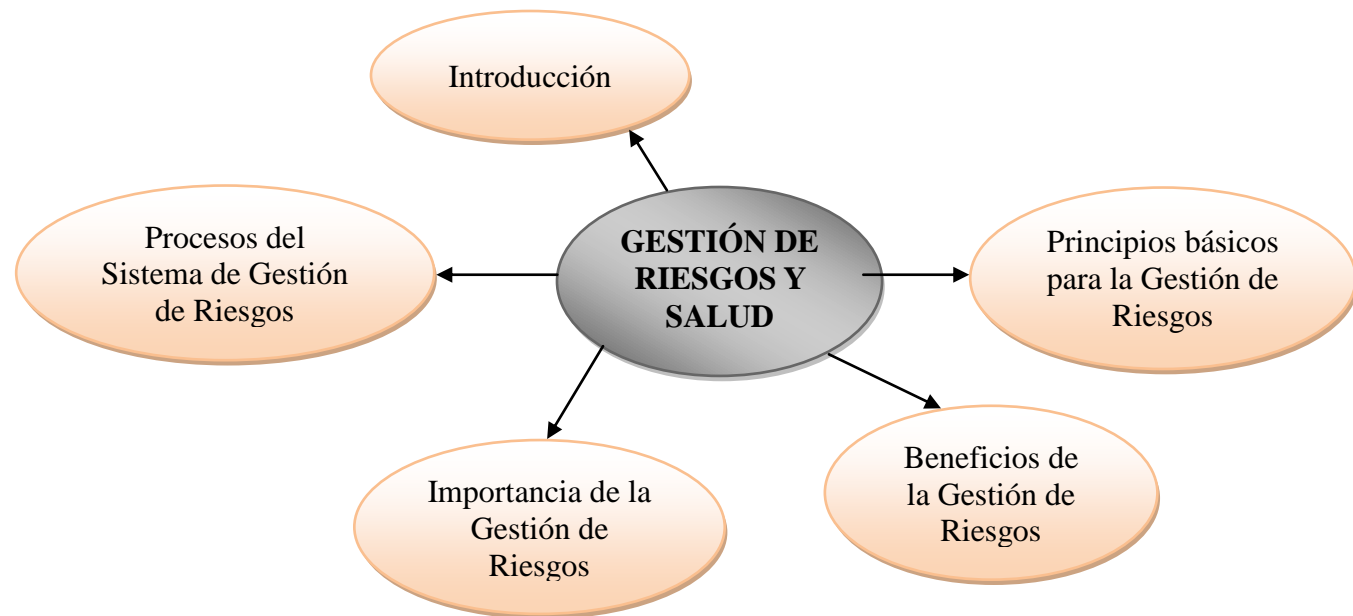 Introducción
GESTIÓN DE
RIESGOS Y
SALUD
Principios básicos
para la Gestión de
Riesgos
Beneficios de
la Gestión de
Riesgos
Importancia de la
Gestión de
Riesgos
Procesos del
Sistema de Gestión
de Riesgos